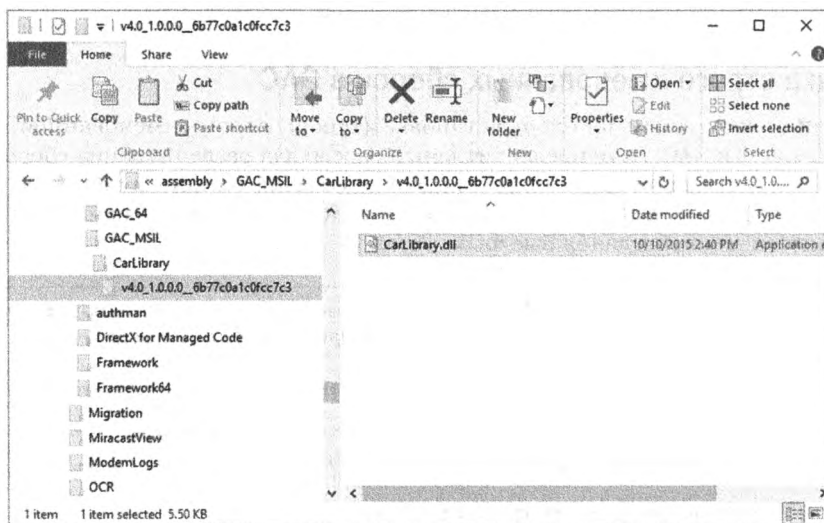 v4.0_1.0.0.0__6b77c0a1c0fcc7c3
File Home Share View
Pin to Quick access
Copy
Paste
Cut
Copy path
Paste shortcut
Move to
Copy to
Delete
Rename
New folder
Properties
Open
Edit
History
Select all
Select none
Invert selection
Clipboard Organize New Open Select
« assembly > GAC_MSIL > CarLibrary > v4.0_1.0.0.0__6b77c0a1c0fcc7c3
Search v4.0_1.0....
GAC_64
GAC_MSIL
CarLibrary
v4.0_1.0.0.0__6b77c0a1c0fcc7c3
authman
DirectX for Managed Code
Framework
Framework64
Migration
MiracastView
ModemLogs
OCR
Name Date modified Type
CarLibrary.dll 10/10/2015 2:40 PM Application e
1 item 1 item selected 5.50 KB